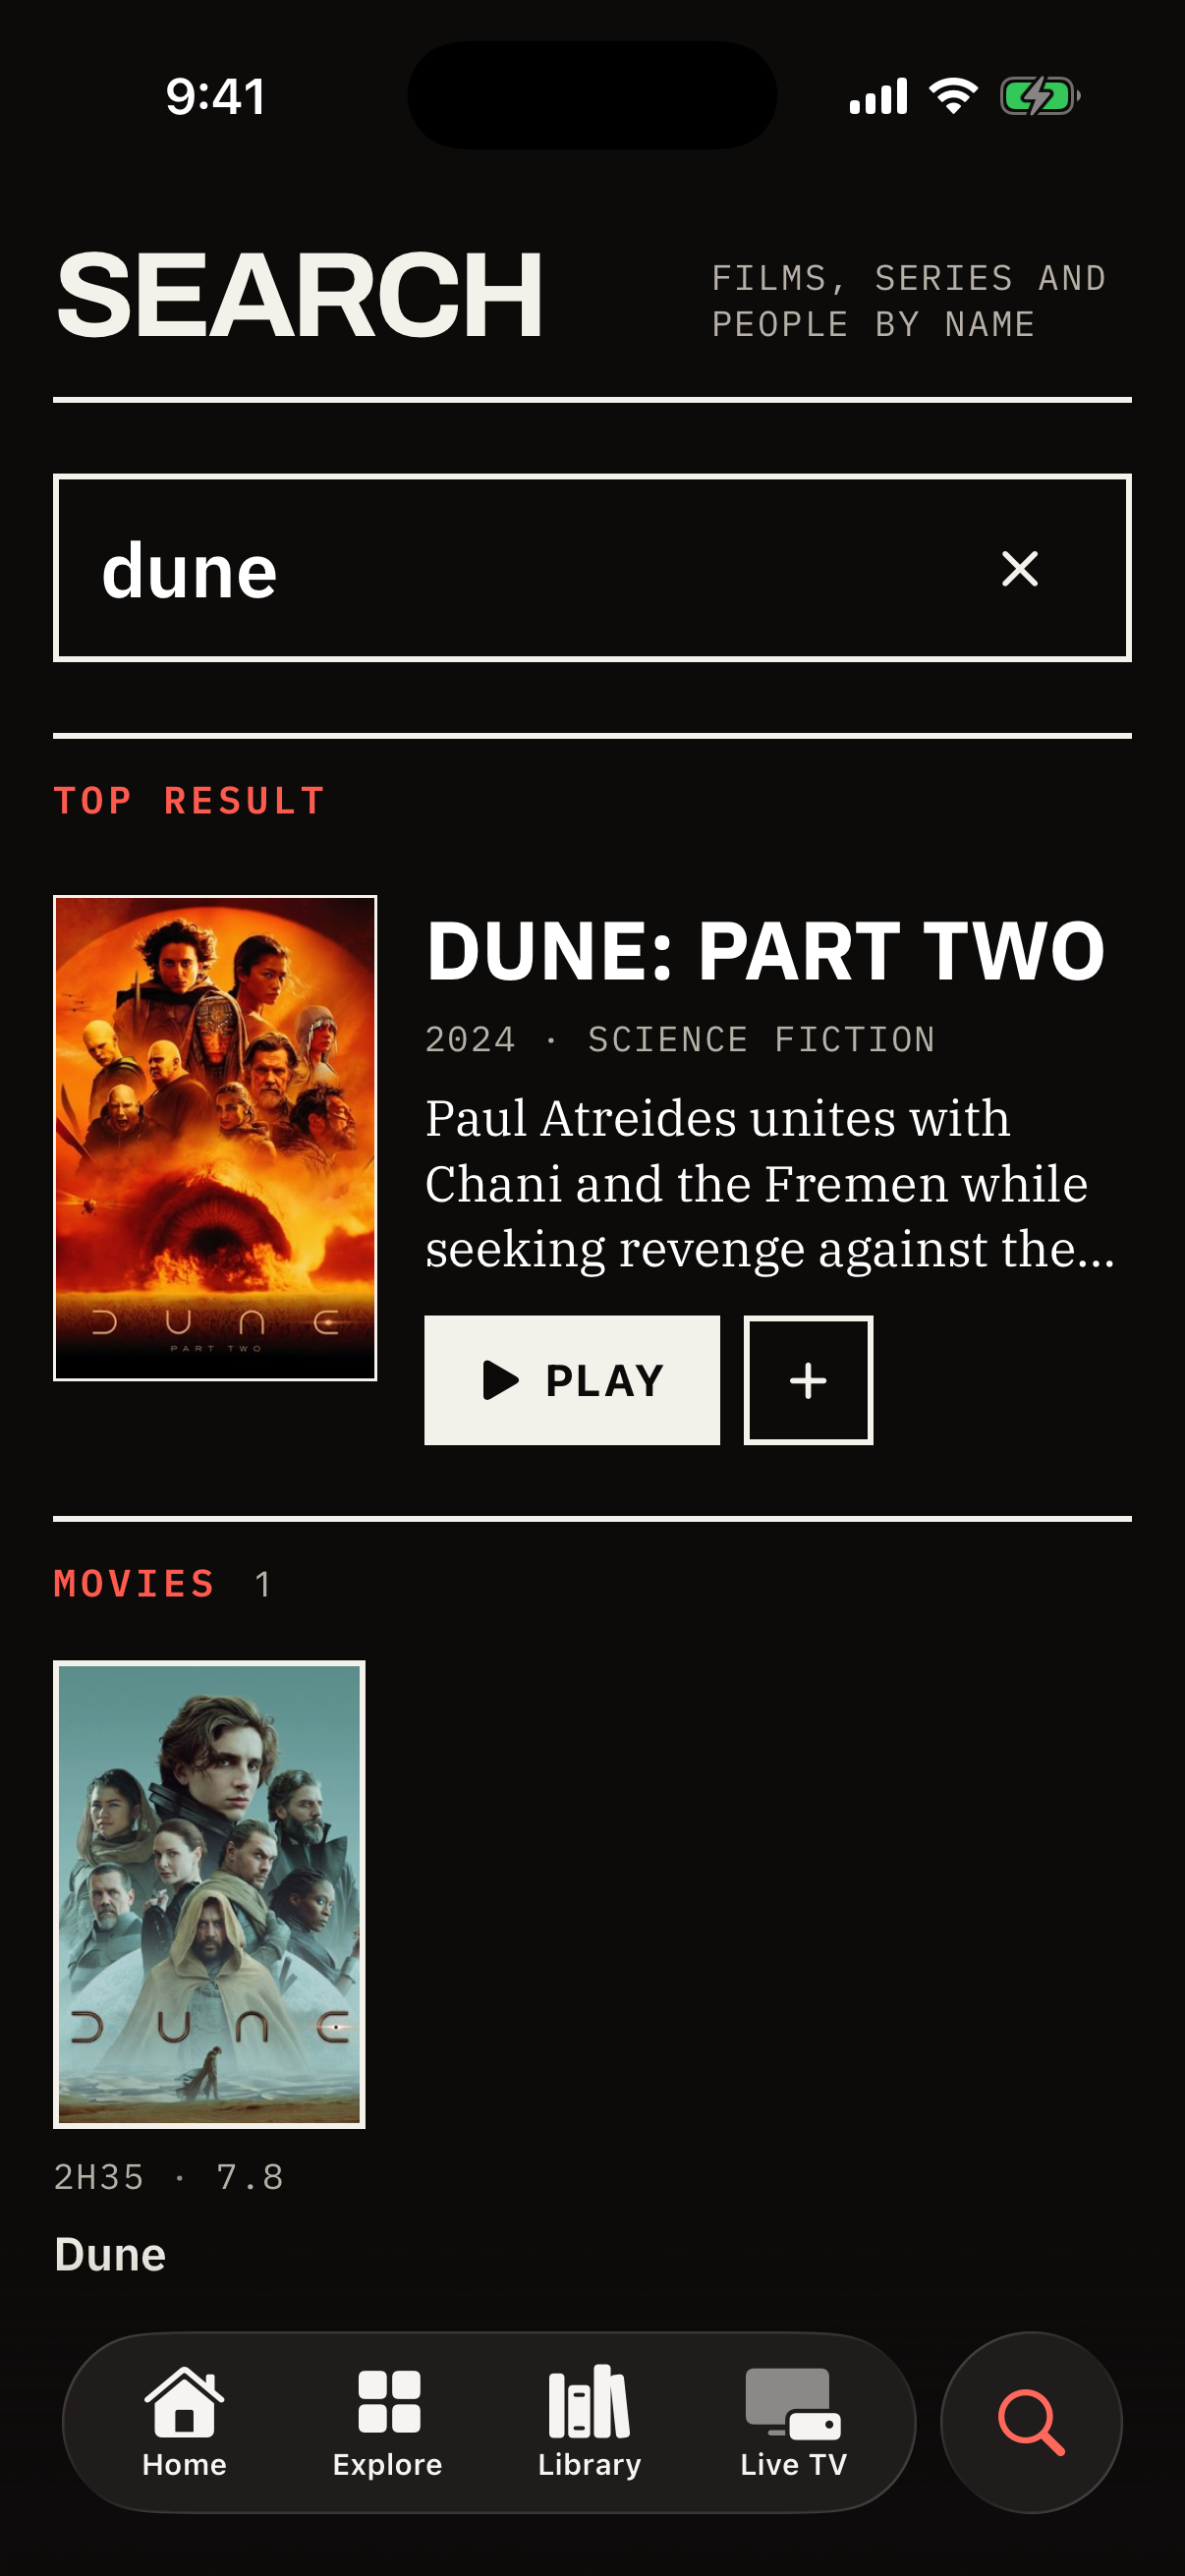 9:41
SEARCH
FILMS, SERIES AND
PEOPLE BY NAME
dune
TOP RESULT
DUNE: PART TWO
2024 · SCIENCE FICTION
Paul Atreides unites with
Chani and the Fremen while
seeking revenge against the...
DUNE
PART TWO
PLAY
MOVIES 1
DUNE
2H35 · 7.8
Dune
Home
Explore
Library
Live TV